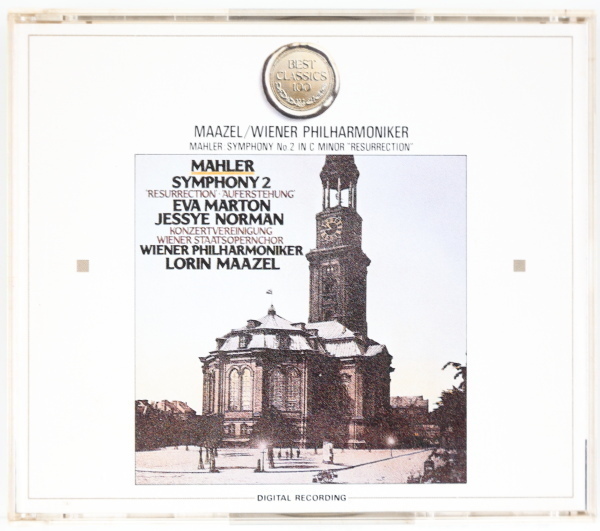 BEST
CLASSICS
100
MAAZEL/WIENER PHILHARMONIKER
MAHLER: SYMPHONY No.2 IN C MINOR "RESURRECTION"
MAHLER
SYMPHONY 2
"RESURRECTION · AUFERSTEHUNG"
EVA MARTON
JESSYE NORMAN
KONZERTVEREINIGUNG
WIENER STAATSOPERNCHOR
WIENER PHILHARMONIKER
LORIN MAAZEL
DIGITAL RECORDING